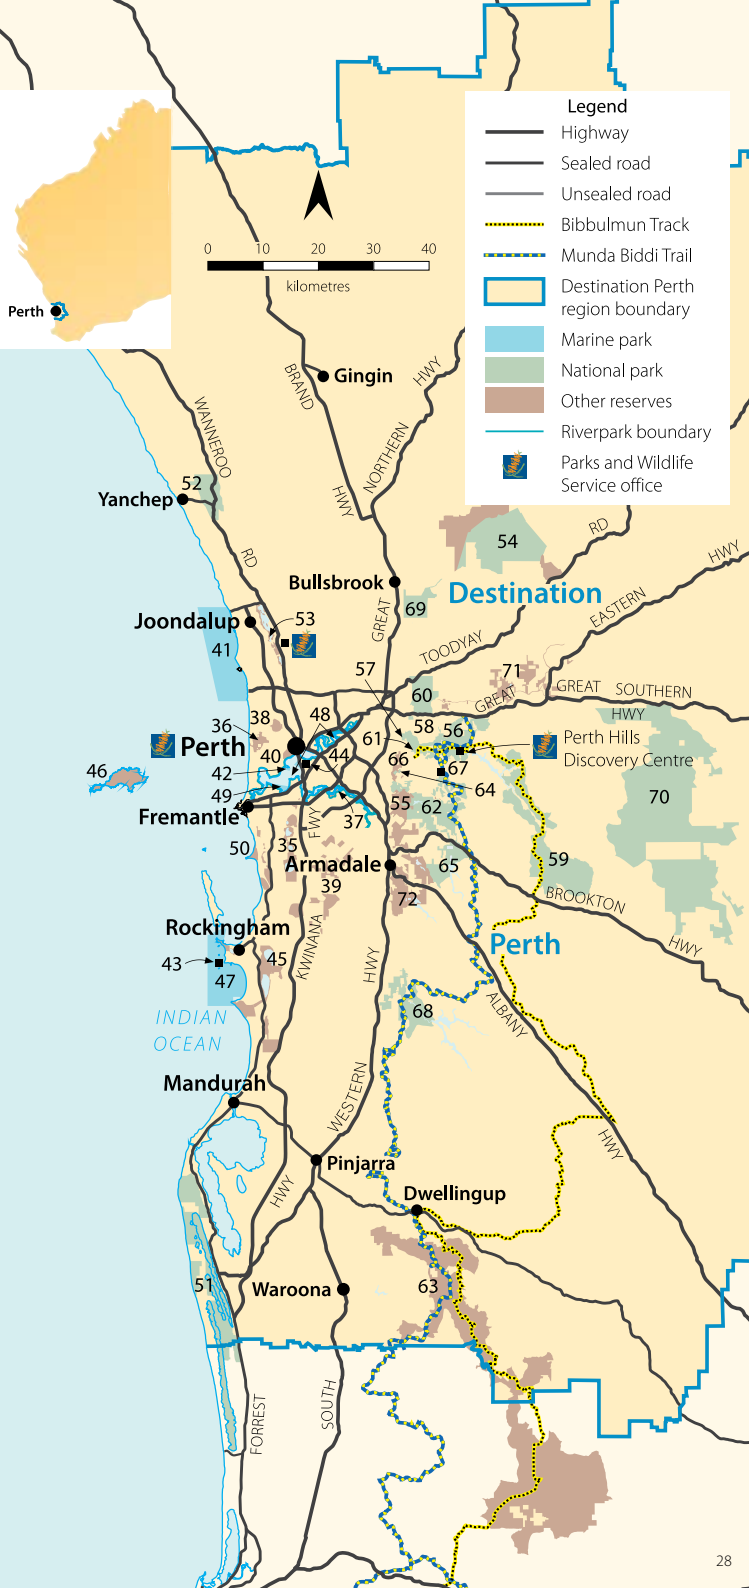 Legend
Highway
Sealed road
Unsealed road
Bibbulmun Track
Munda Biddi Trail
Destination Perth
region boundary
Marine park
National park
Other reserves
Riverpark boundary
Parks and Wildlife
Service office
0 10 20 30 40
kilometres
Perth
Gingin
BRAND
HWY
NORTHERN
HWY
WANNEROO
RD
52
Yanchep
54
RD
HWY
Bullsbrook
Destination
69
GREAT
EASTERN
Joondalup
53
TOODYAY
41
57
71
60
GREAT
GREAT SOUTHERN
HWY
36
38
48
58
56
61
Perth
Perth Hills
Discovery Centre
40
44
66
67
46
42
64
49
70
Fremantle
FWY
37
55
62
50
35
Armadale
65
59
39
72
BROOKTON
HWY
Rockingham
KWINANA
Perth
43
45
HWY
47
ALBANY
68
INDIAN
OCEAN
Mandurah
WESTERN
HWY
Pinjarra
HWY
Dwellingup
51
Waroona
63
FORREST
SOUTH
28